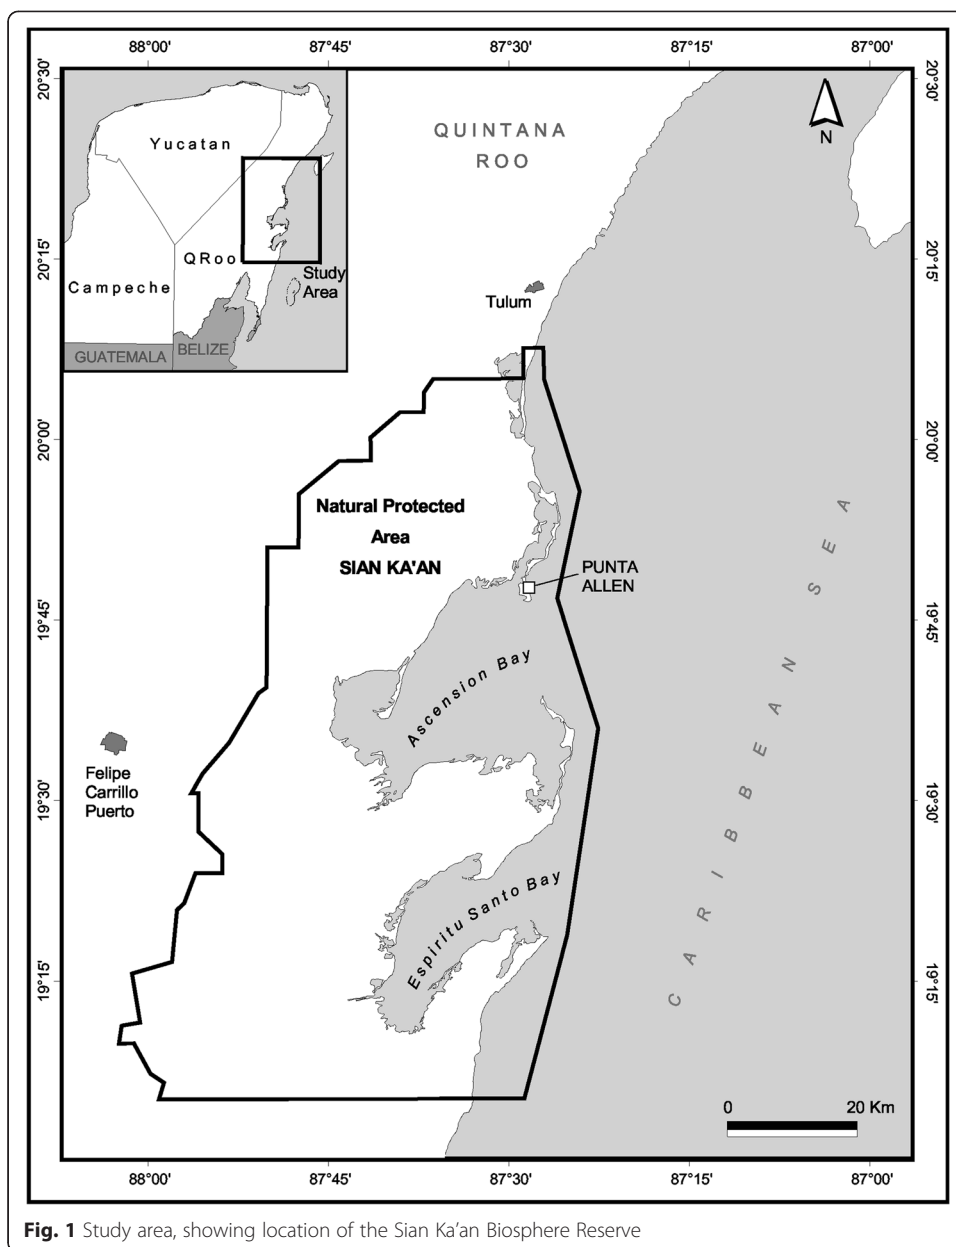 88°00' 87°45' 87°30' 87°15' 87°00'
20°30' 20°30'
QUINTANA
ROO
N
Yucatan
QRoo
Campeche
Study
Area
GUATEMALA
BELIZE
20°15' 20°15'
Tulum
20°00' 20°00'
Natural Protected
Area
SIAN KA'AN
PUNTA
ALLEN
19°45' 19°45'
Ascension Bay
CARIBBEAN SEA
Felipe
Carrillo
Puerto
19°30' 19°30'
Espiritu Santo Bay
19°15' 19°15'
0 20 Km
88°00' 87°45' 87°30' 87°15' 87°00'
Fig. 1 Study area, showing location of the Sian Ka'an Biosphere Reserve